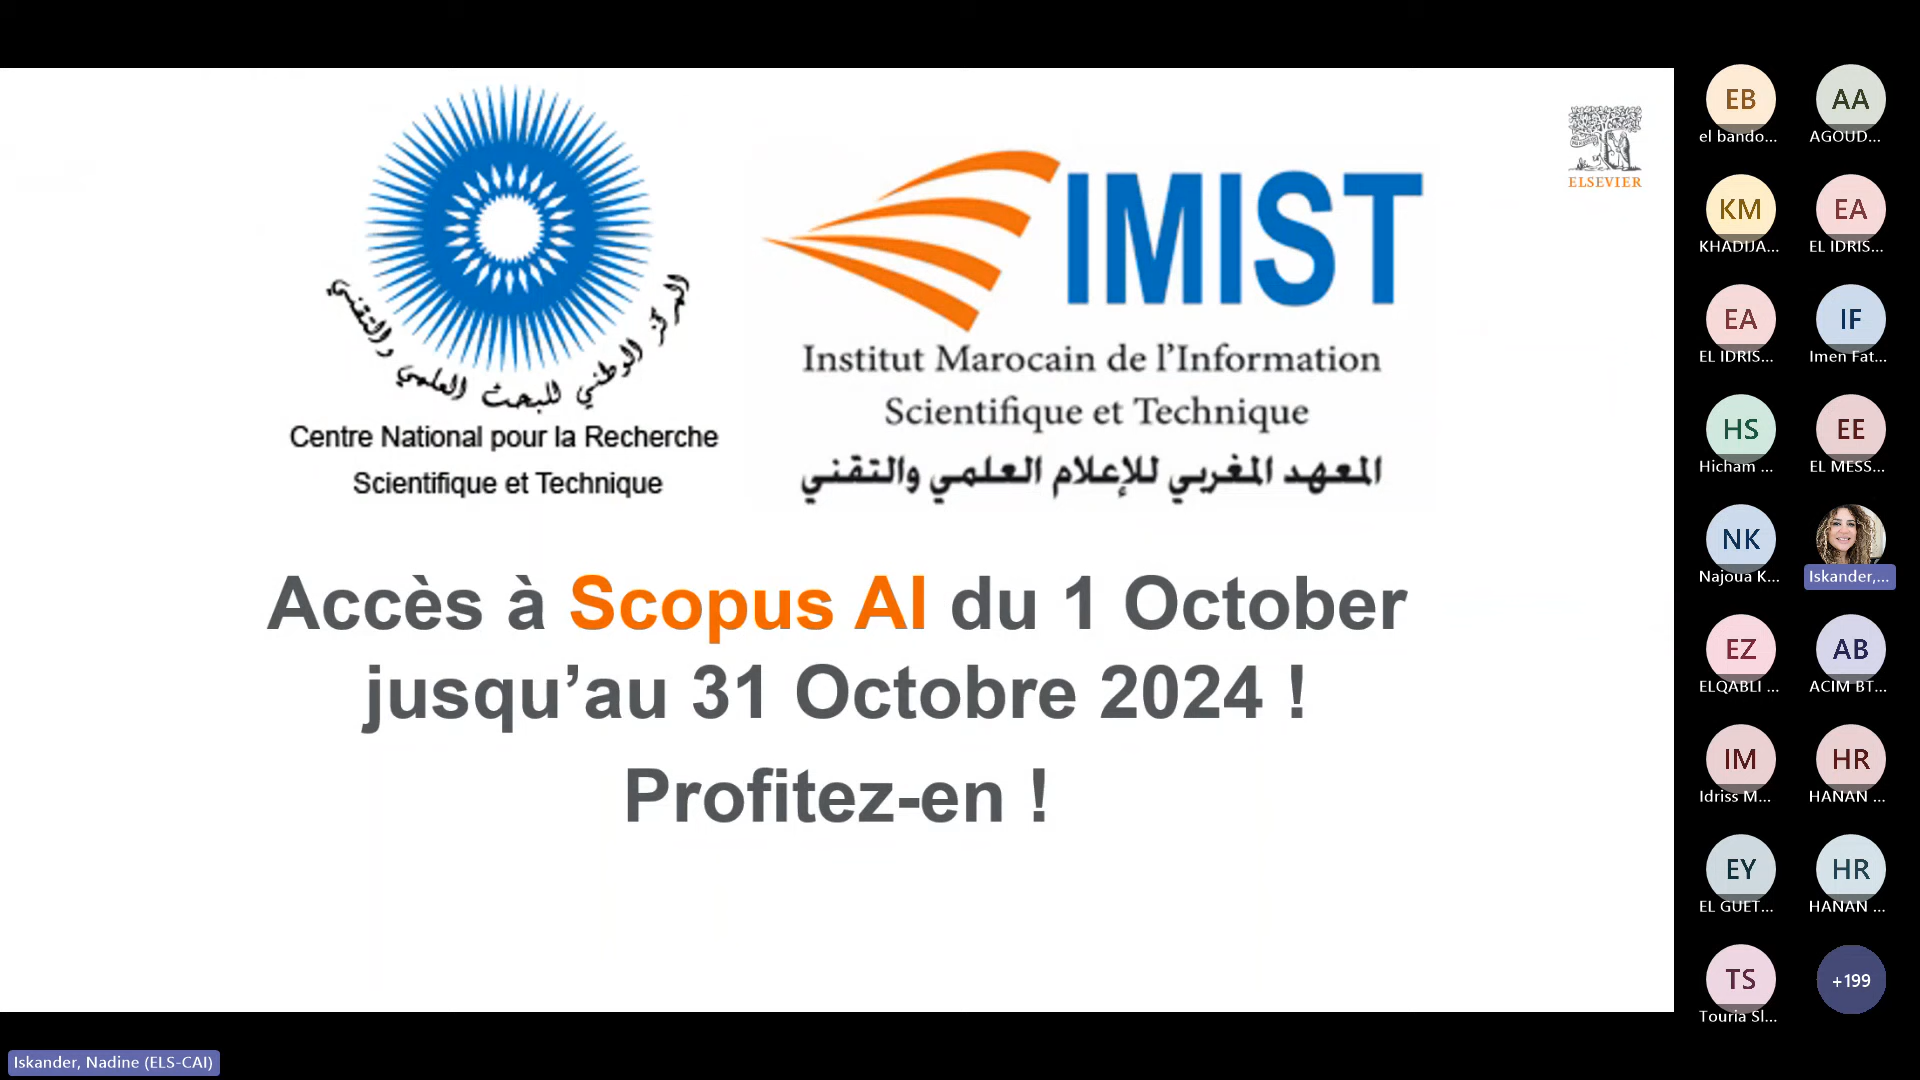 المركز الوطني للبحث العلمي والتقني
Centre National pour la Recherche
Scientifique et Technique
IMIST
Institut Marocain de l’Information
Scientifique et Technique
المعهد المغربي للإعلام العلمي والتقني
ELSEVIER
Accès à Scopus AI du 1 October
jusqu’au 31 Octobre 2024 !
Profitez-en !
EB
el bando...
AA
AGOUD...
KM
KHADIJA...
EA
EL IDRIS...
EA
EL IDRIS...
IF
Imen Fat...
HS
Hicham ...
EE
EL MESS...
NK
Najoua K...
Iskander,...
EZ
ELQABLI ...
AB
ACIM BT...
IM
Idriss M...
HR
HANAN ...
EY
EL GUET...
HR
HANAN ...
TS
Touria Sl...
+199
Iskander, Nadine (ELS-CAI)